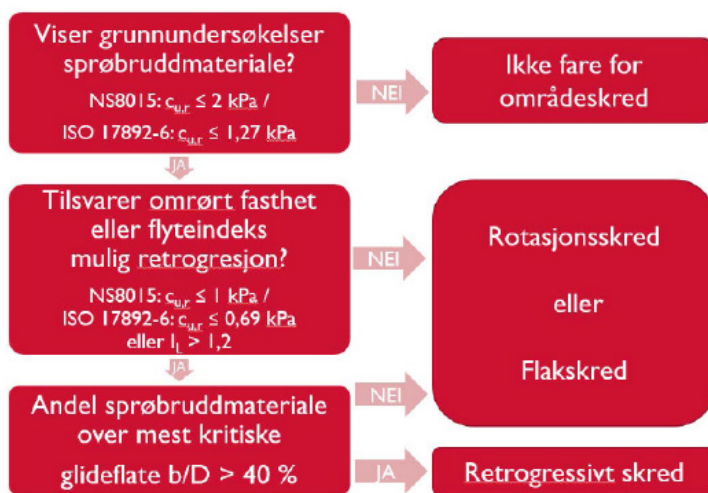 Viser grunnundersøkelser
sprøbruddmateriale?
NS8015: cu,r ≤ 2 kPa /
ISO 17892-6: cu,r ≤ 1,27 kPa
NEI
Ikke fare for
områdeskred
JA
Tilsvarer omrørt fasthet
eller flyteindeks
mulig retrogresjon?
NS8015: cu,r ≤ 1 kPa /
ISO 17892-6: cu,r ≤ 0,69 kPa
eller IL > 1,2
NEI
Rotasjonsskred
eller
Flakskred
JA
Andel sprøbruddmateriale
over mest kritiske
glideflate b/D > 40 %
NEI
JA
Retrogressivt skred